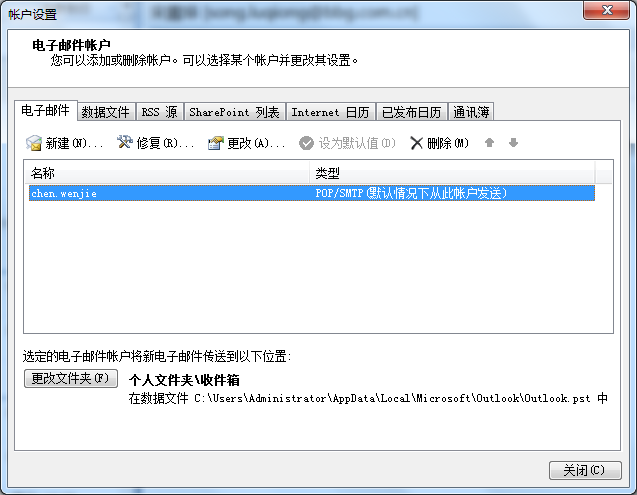 帐户设置
电子邮件帐户
您可以添加或删除帐户。可以选择某个帐户并更改其设置。
电子邮件 数据文件 RSS 源 SharePoint 列表 Internet 日历 已发布日历 通讯簿
新建(N)... 修复(R)... 更改(A)... 设为默认值(D) 删除(M)
名称 类型
chen.wenjie POP/SMTP(默认情况下从此帐户发送)
选定的电子邮件帐户将新电子邮件传送到以下位置:
更改文件夹(F) 个人文件夹\收件箱
在数据文件 C:\Users\Administrator\AppData\Local\Microsoft\Outlook\Outlook.pst 中
关闭(C)